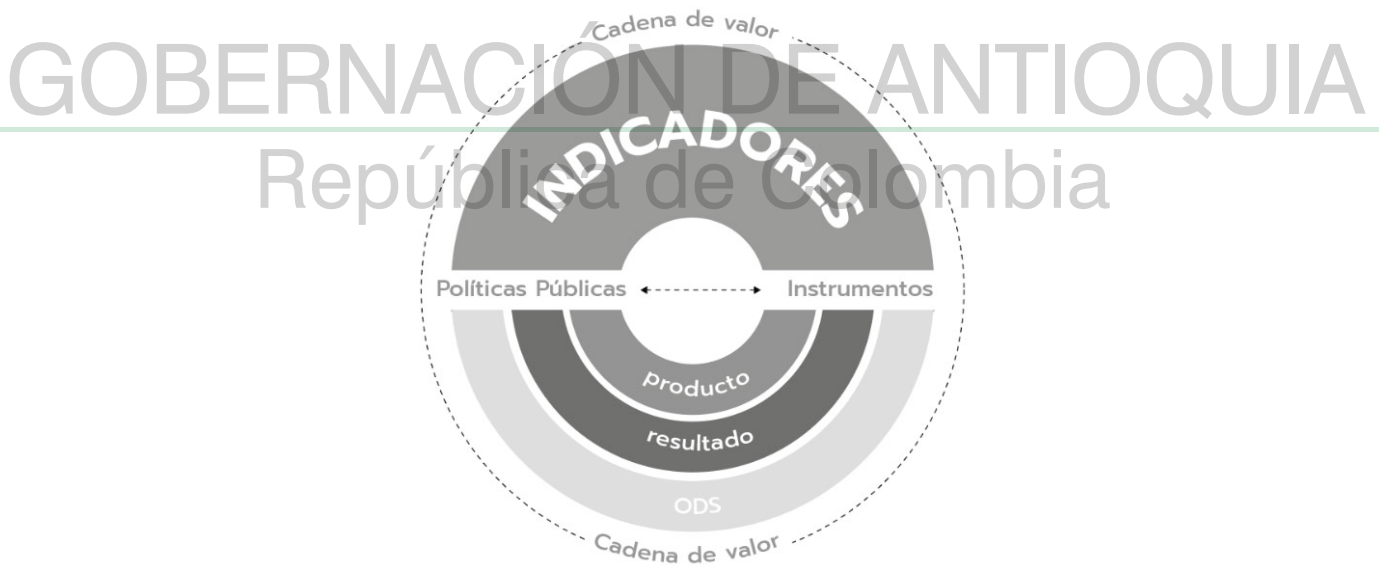 Cadena de valor
GOBERNACIÓN DE ANTIOQUIA
INDICADORES
República de Colombia
Políticas Públicas
Instrumentos
producto
resultado
ODS
Cadena de valor